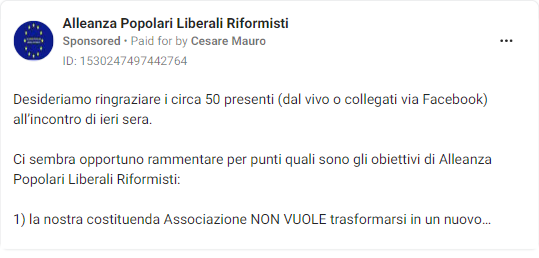 Alleanza Popolari Liberali Riformisti
Sponsored • Paid for by Cesare Mauro
ID: 1530247497442764
Desideriamo ringraziare i circa 50 presenti (dal vivo o collegati via Facebook)
all'incontro di ieri sera.
Ci sembra opportuno rammentare per punti quali sono gli obiettivi di Alleanza
Popolari Liberali Riformisti:
1) la nostra costituenda Associazione NON VUOLE trasformarsi in un nuovo...